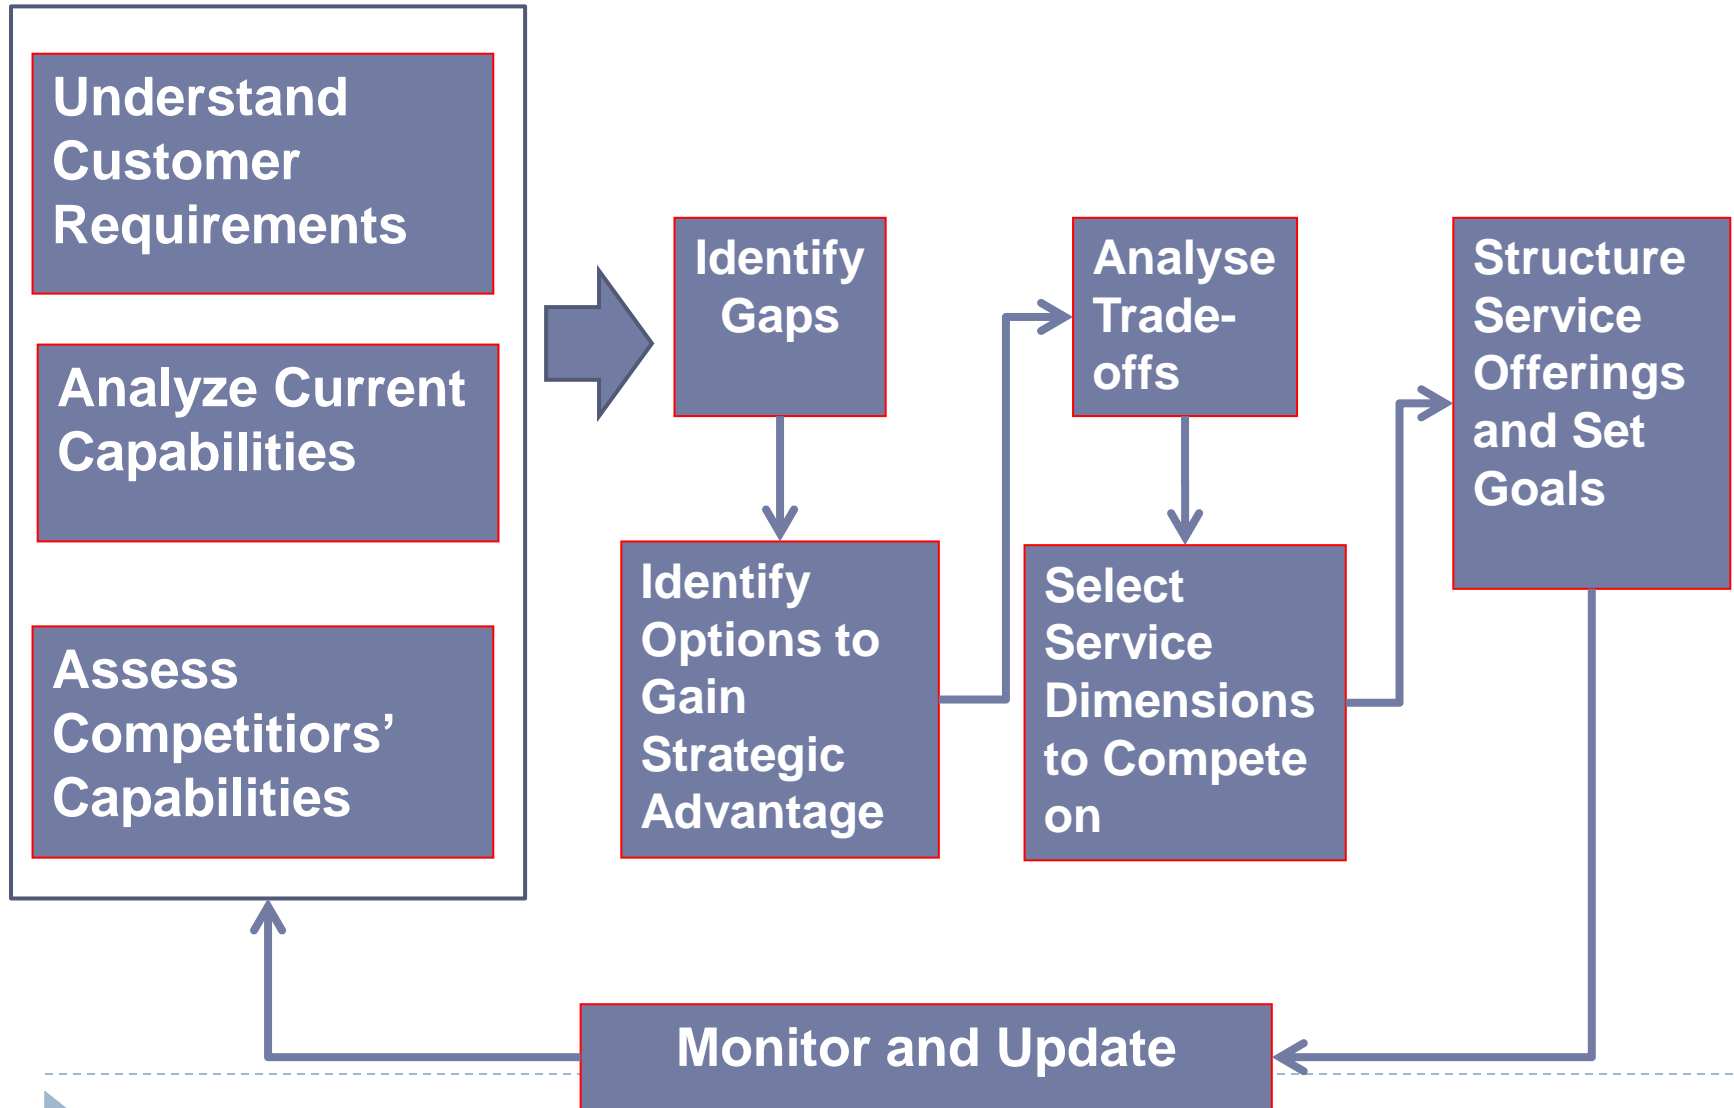 Understand
Customer
Requirements
Analyze Current
Capabilities
Assess
Competitiors’
Capabilities
Identify
Gaps
Identify
Options to
Gain
Strategic
Advantage
Analyse
Trade-
offs
Select
Service
Dimensions
to Compete
on
Structure
Service
Offerings
and Set
Goals
Monitor and Update